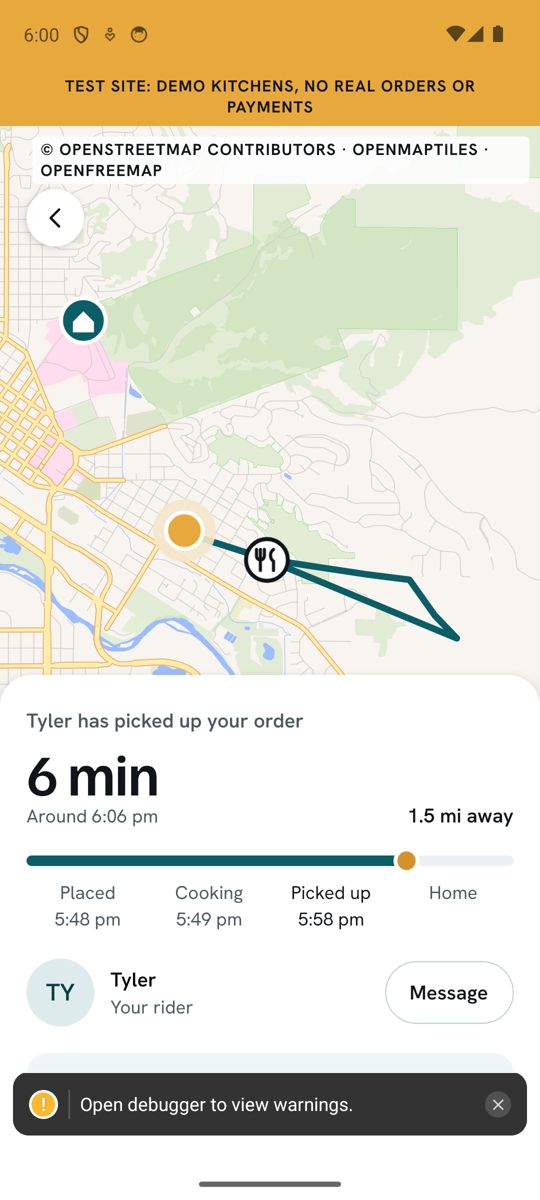 6:00
TEST SITE: DEMO KITCHENS, NO REAL ORDERS OR
PAYMENTS
© OPENSTREETMAP CONTRIBUTORS · OPENMAPTILES ·
OPENFREEMAP
Tyler has picked up your order
6 min
Around 6:06 pm
1.5 mi away
Placed
5:48 pm
Cooking
5:49 pm
Picked up
5:58 pm
Home
TY
Tyler
Your rider
Message
! Open debugger to view warnings.